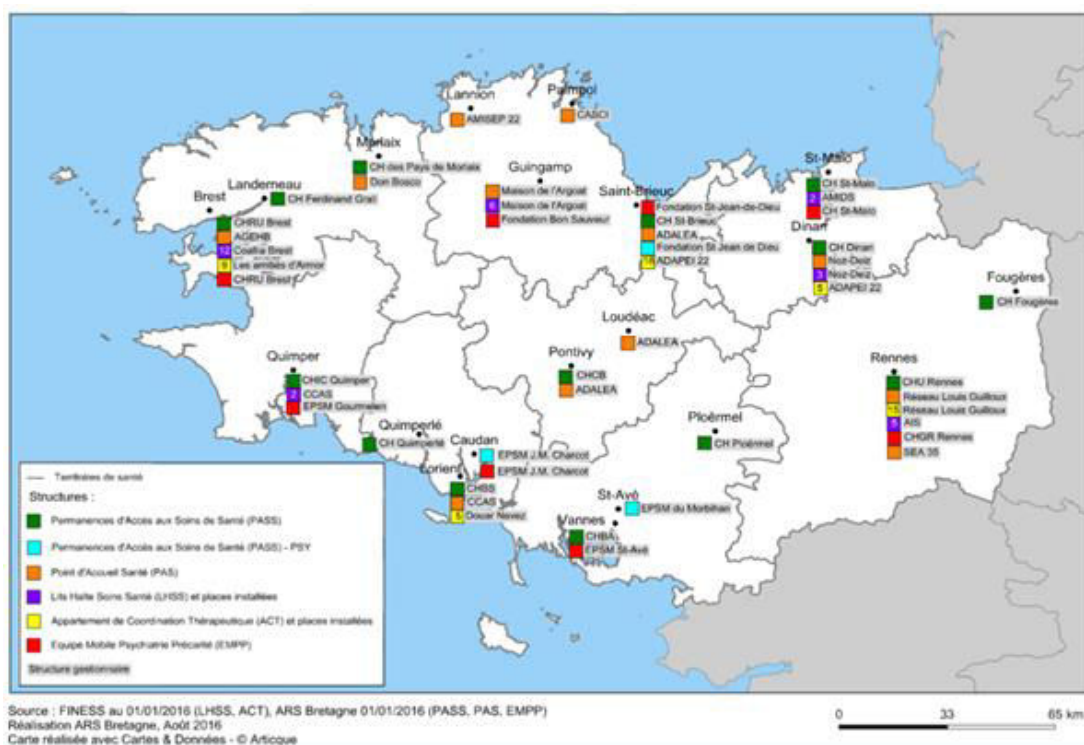 Lannion
AMISEP 22
Paimpol
CASCI
Morlaix
CH des Pays de Morlaix
Don Bosco
Guingamp
Maison de l'Argoat
6 Maison de l'Argoat
Fondation Bon Sauveur
St-Malo
CH St-Malo
2 AMIDS
CH St-Malo
Landerneau
CH Ferdinand Grall
Brest
CHRU Brest
AGEHB
12 Coallia Brest
Les amitiés d'Armor
CHRU Brest
Saint-Brieuc
Fondation St-Jean-de-Dieu
CH St-Brieuc
ADALEA
Fondation St Jean de Dieu
ADAPEI 22
Dinan
CH Dinan
Noz-Deiz
3 Noz-Deiz
5 ADAPEI 22
Fougères
CH Fougères
Loudéac
ADALEA
Pontivy
CHCB
ADALEA
Rennes
CHU Rennes
Réseau Louis Guilloux
Réseau Louis Guilloux
5 AIS
CHGR Rennes
SEA 35
Quimper
CHIC Quimper
2 CCAS
EPSM Gourmelen
Quimperlé
CH Quimperlé
Ploërmel
CH Ploërmel
Caudan
EPSM J.M. Charcot
EPSM J.M. Charcot
Lorient
CHBS
CCAS
5 Douar Nevez
St-Avé
EPSM du Morbihan
Vannes
CHBA
EPSM St-Avé
Territoires de santé
Structures :
Permanences d'Accès aux Soins de Santé (PASS)
Permanences d'Accès aux Soins de Santé (PASS) - PSY
Point d'Accueil Santé (PAS)
Lits Halte Soins Santé (LHSS) et places installées
Appartement de Coordination Thérapeutique (ACT) et places installées
Equipe Mobile Psychiatrie Précarité (EMPP)
Structure gestionnaire
Source : FINESS au 01/01/2016 (LHSS, ACT), ARS Bretagne 01/01/2016 (PASS, PAS, EMPP)
Réalisation ARS Bretagne, Août 2016
Carte réalisée avec Cartes & Données - © Articque
0 33 65 km